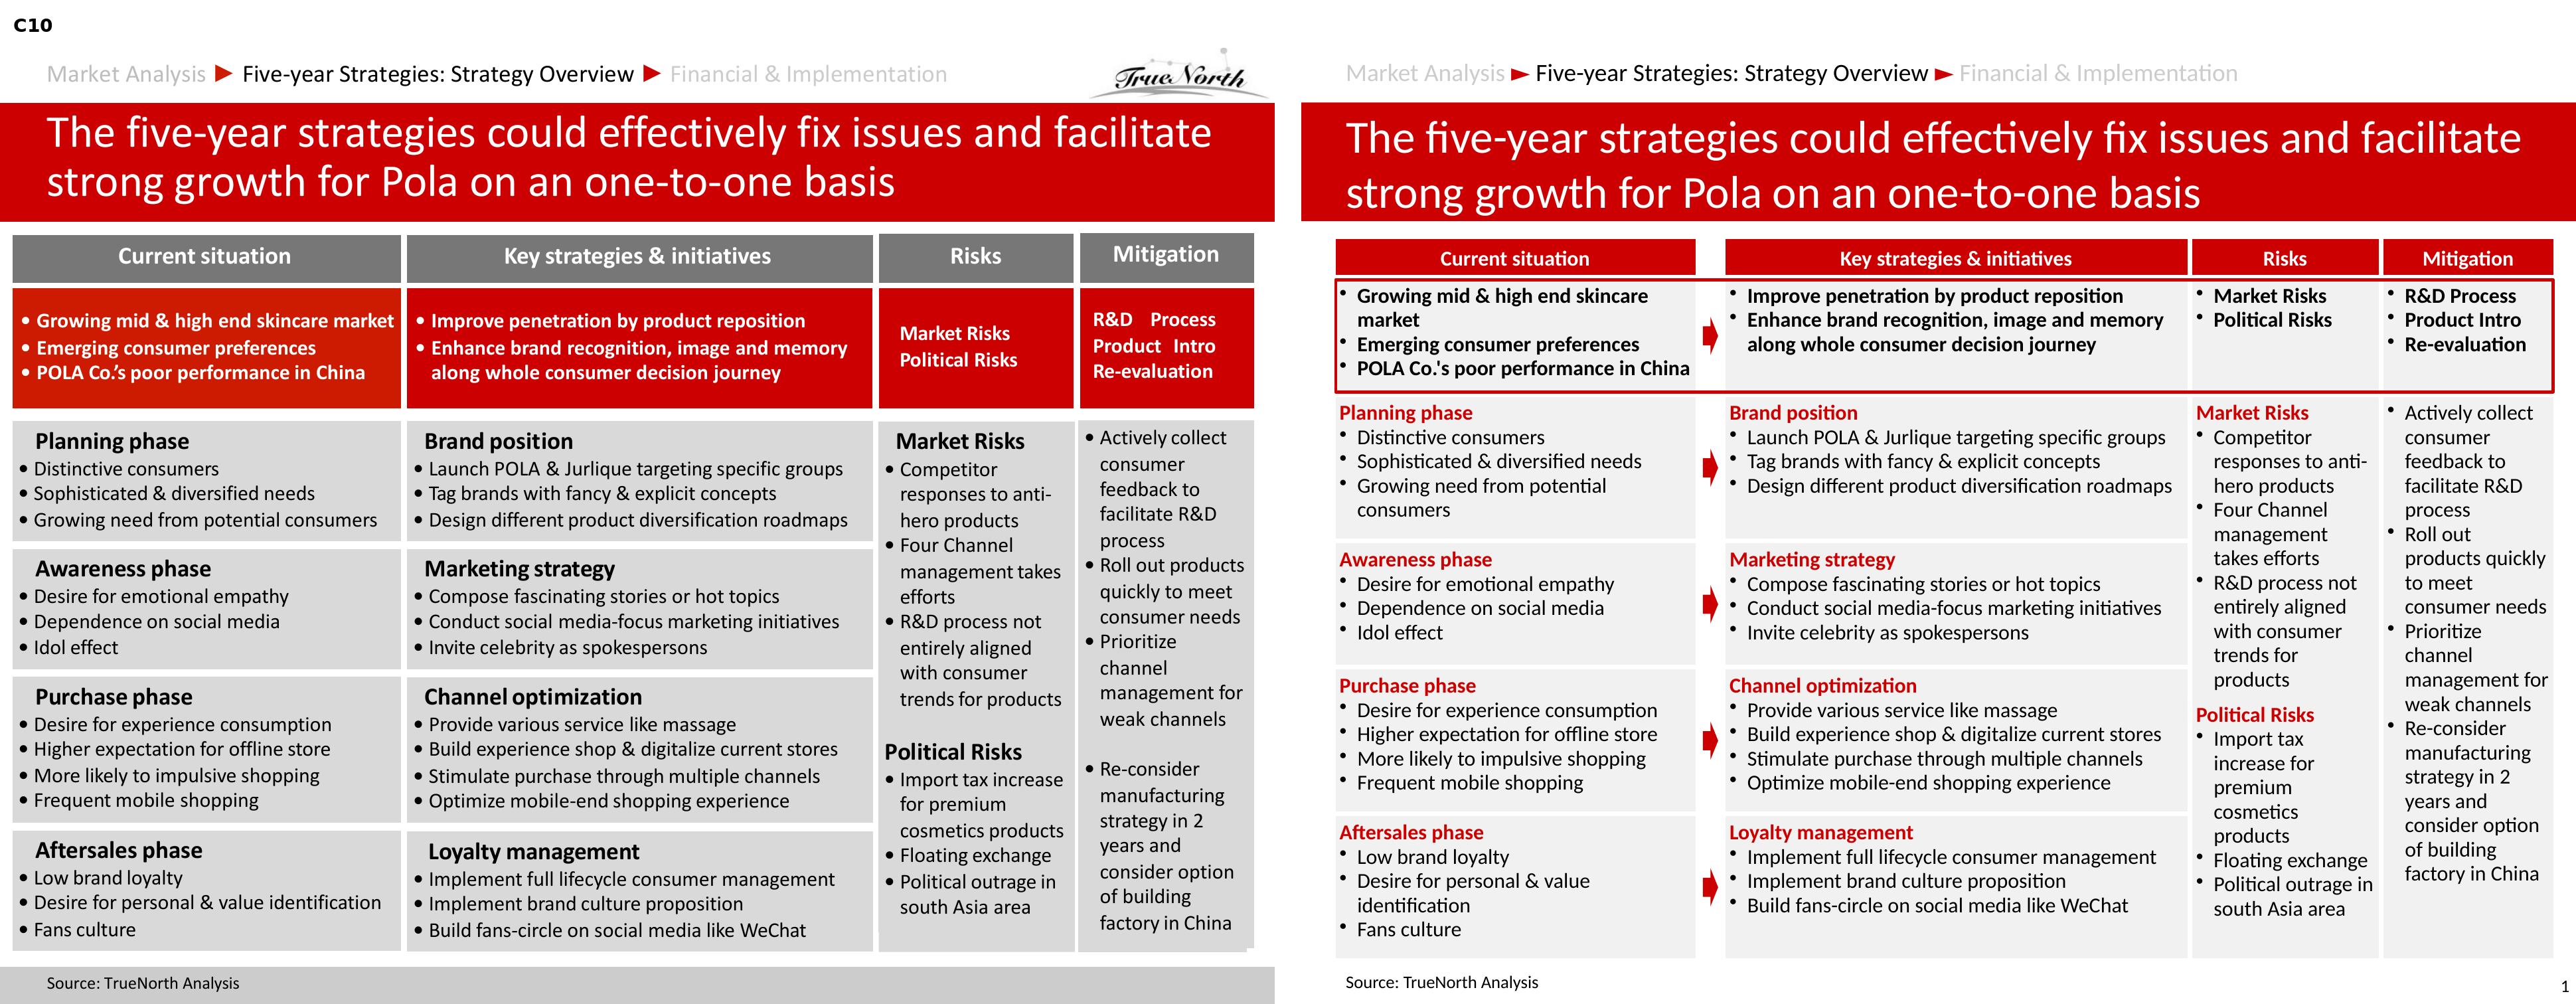 C10
Market Analysis ► Five-year Strategies: Strategy Overview ► Financial & Implementation
TrueNorth
The five-year strategies could effectively fix issues and facilitate
strong growth for Pola on an one-to-one basis
Current situation
• Growing mid & high end skincare market
• Emerging consumer preferences
• POLA Co.'s poor performance in China
Planning phase
• Distinctive consumers
• Sophisticated & diversified needs
• Growing need from potential consumers
Awareness phase
• Desire for emotional empathy
• Dependence on social media
• Idol effect
Purchase phase
• Desire for experience consumption
• Higher expectation for offline store
• More likely to impulsive shopping
• Frequent mobile shopping
Aftersales phase
• Low brand loyalty
• Desire for personal & value identification
• Fans culture
Key strategies & initiatives
• Improve penetration by product reposition
• Enhance brand recognition, image and memory
along whole consumer decision journey
Brand position
• Launch POLA & Jurlique targeting specific groups
• Tag brands with fancy & explicit concepts
• Design different product diversification roadmaps
Marketing strategy
• Compose fascinating stories or hot topics
• Conduct social media-focus marketing initiatives
• Invite celebrity as spokespersons
Channel optimization
• Provide various service like massage
• Build experience shop & digitalize current stores
• Stimulate purchase through multiple channels
• Optimize mobile-end shopping experience
Loyalty management
• Implement full lifecycle consumer management
• Implement brand culture proposition
• Build fans-circle on social media like WeChat
Risks
Market Risks
Political Risks
Market Risks
• Competitor
responses to anti-
hero products
• Four Channel
management takes
efforts
• R&D process not
entirely aligned
with consumer
trends for products
Political Risks
• Import tax increase
for premium
cosmetics products
• Floating exchange
• Political outrage in
south Asia area
Mitigation
R&D Process
Product Intro
Re-evaluation
• Actively collect
consumer
feedback to
facilitate R&D
process
• Roll out products
quickly to meet
consumer needs
• Prioritize
channel
management for
weak channels
• Re-consider
manufacturing
strategy in 2
years and
consider option
of building
factory in China
Source: TrueNorth Analysis
Market Analysis ► Five-year Strategies: Strategy Overview ► Financial & Implementation
The five-year strategies could effectively fix issues and facilitate
strong growth for Pola on an one-to-one basis
Current situation
• Growing mid & high end skincare
market
• Emerging consumer preferences
• POLA Co.'s poor performance in China
Planning phase
• Distinctive consumers
• Sophisticated & diversified needs
• Growing need from potential
consumers
Awareness phase
• Desire for emotional empathy
• Dependence on social media
• Idol effect
Purchase phase
• Desire for experience consumption
• Higher expectation for offline store
• More likely to impulsive shopping
• Frequent mobile shopping
Aftersales phase
• Low brand loyalty
• Desire for personal & value
identification
• Fans culture
Key strategies & initiatives
• Improve penetration by product reposition
• Enhance brand recognition, image and memory
along whole consumer decision journey
Brand position
• Launch POLA & Jurlique targeting specific groups
• Tag brands with fancy & explicit concepts
• Design different product diversification roadmaps
Marketing strategy
• Compose fascinating stories or hot topics
• Conduct social media-focus marketing initiatives
• Invite celebrity as spokespersons
Channel optimization
• Provide various service like massage
• Build experience shop & digitalize current stores
• Stimulate purchase through multiple channels
• Optimize mobile-end shopping experience
Loyalty management
• Implement full lifecycle consumer management
• Implement brand culture proposition
• Build fans-circle on social media like WeChat
Risks
• Market Risks
• Political Risks
Market Risks
• Competitor
responses to anti-
hero products
• Four Channel
management
takes efforts
• R&D process not
entirely aligned
with consumer
trends for
products
Political Risks
• Import tax
increase for
premium
cosmetics
products
• Floating exchange
• Political outrage in
south Asia area
Mitigation
• R&D Process
• Product Intro
• Re-evaluation
• Actively collect
consumer
feedback to
facilitate R&D
process
• Roll out
products quickly
to meet
consumer needs
• Prioritize
channel
management for
weak channels
• Re-consider
manufacturing
strategy in 2
years and
consider option
of building
factory in China
Source: TrueNorth Analysis
1